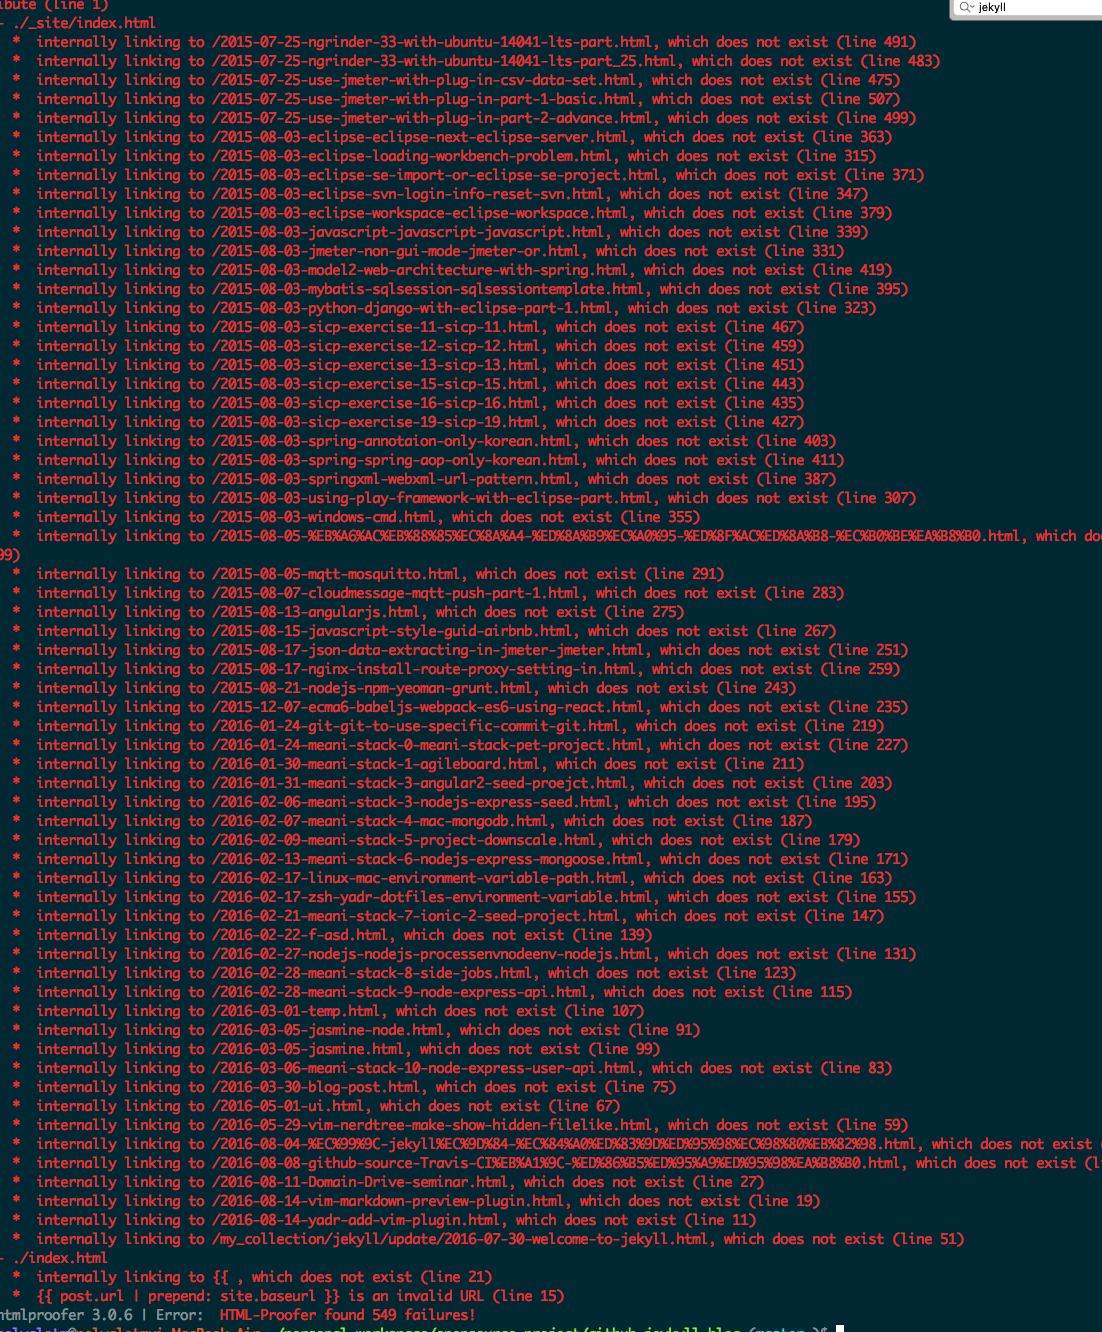 ibute (line 1)
jekyll
- ./_site/index.html
* internally linking to /2015-07-25-ngrinder-33-with-ubuntu-14041-lts-part.html, which does not exist (line 491)
* internally linking to /2015-07-25-ngrinder-33-with-ubuntu-14041-lts-part_25.html, which does not exist (line 483)
* internally linking to /2015-07-25-use-jmeter-with-plug-in-csv-data-set.html, which does not exist (line 475)
* internally linking to /2015-07-25-use-jmeter-with-plug-in-part-1-basic.html, which does not exist (line 507)
* internally linking to /2015-07-25-use-jmeter-with-plug-in-part-2-advance.html, which does not exist (line 499)
* internally linking to /2015-08-03-eclipse-eclipse-next-eclipse-server.html, which does not exist (line 363)
* internally linking to /2015-08-03-eclipse-loading-workbench-problem.html, which does not exist (line 315)
* internally linking to /2015-08-03-eclipse-se-import-or-eclipse-se-project.html, which does not exist (line 371)
* internally linking to /2015-08-03-eclipse-svn-login-info-reset-svn.html, which does not exist (line 347)
* internally linking to /2015-08-03-eclipse-workspace-eclipse-workspace.html, which does not exist (line 379)
* internally linking to /2015-08-03-javascript-javascript-javascript.html, which does not exist (line 339)
* internally linking to /2015-08-03-jmeter-non-gui-mode-jmeter-or.html, which does not exist (line 331)
* internally linking to /2015-08-03-model2-web-architecture-with-spring.html, which does not exist (line 419)
* internally linking to /2015-08-03-mybatis-sqlsession-sqlsessiontemplate.html, which does not exist (line 395)
* internally linking to /2015-08-03-python-django-with-eclipse-part-1.html, which does not exist (line 323)
* internally linking to /2015-08-03-sicp-exercise-11-sicp-11.html, which does not exist (line 467)
* internally linking to /2015-08-03-sicp-exercise-12-sicp-12.html, which does not exist (line 459)
* internally linking to /2015-08-03-sicp-exercise-13-sicp-13.html, which does not exist (line 451)
* internally linking to /2015-08-03-sicp-exercise-15-sicp-15.html, which does not exist (line 443)
* internally linking to /2015-08-03-sicp-exercise-16-sicp-16.html, which does not exist (line 435)
* internally linking to /2015-08-03-sicp-exercise-19-sicp-19.html, which does not exist (line 427)
* internally linking to /2015-08-03-spring-annotaion-only-korean.html, which does not exist (line 403)
* internally linking to /2015-08-03-spring-spring-aop-only-korean.html, which does not exist (line 411)
* internally linking to /2015-08-03-springxml-webxml-url-pattern.html, which does not exist (line 387)
* internally linking to /2015-08-03-using-play-framework-with-eclipse-part.html, which does not exist (line 307)
* internally linking to /2015-08-03-windows-cmd.html, which does not exist (line 355)
* internally linking to /2015-08-05-%EB%A6%AC%EB%88%85%EC%8A%A4-%ED%8A%B9%EC%A0%95-%ED%8F%AC%ED%8A%B8-%EC%B0%BE%EA%B8%B0.html, which doe
99)
* internally linking to /2015-08-05-mqtt-mosquitto.html, which does not exist (line 291)
* internally linking to /2015-08-07-cloudmessage-mqtt-push-part-1.html, which does not exist (line 283)
* internally linking to /2015-08-13-angularjs.html, which does not exist (line 275)
* internally linking to /2015-08-15-javascript-style-guid-airbnb.html, which does not exist (line 267)
* internally linking to /2015-08-17-json-data-extracting-in-jmeter-jmeter.html, which does not exist (line 251)
* internally linking to /2015-08-17-nginx-install-route-proxy-setting-in.html, which does not exist (line 259)
* internally linking to /2015-08-21-nodejs-npm-yeoman-grunt.html, which does not exist (line 243)
* internally linking to /2015-12-07-ecma6-babeljs-webpack-es6-using-react.html, which does not exist (line 235)
* internally linking to /2016-01-24-git-git-to-use-specific-commit-git.html, which does not exist (line 219)
* internally linking to /2016-01-24-meani-stack-0-meani-stack-pet-project.html, which does not exist (line 227)
* internally linking to /2016-01-30-meani-stack-1-agileboard.html, which does not exist (line 211)
* internally linking to /2016-01-31-meani-stack-3-angular2-seed-proejct.html, which does not exist (line 203)
* internally linking to /2016-02-06-meani-stack-3-nodejs-express-seed.html, which does not exist (line 195)
* internally linking to /2016-02-07-meani-stack-4-mac-mongodb.html, which does not exist (line 187)
* internally linking to /2016-02-09-meani-stack-5-project-downscale.html, which does not exist (line 179)
* internally linking to /2016-02-13-meani-stack-6-nodejs-express-mongoose.html, which does not exist (line 171)
* internally linking to /2016-02-17-linux-mac-environment-variable-path.html, which does not exist (line 163)
* internally linking to /2016-02-17-zsh-yadr-dotfiles-environment-variable.html, which does not exist (line 155)
* internally linking to /2016-02-21-meani-stack-7-ionic-2-seed-project.html, which does not exist (line 147)
* internally linking to /2016-02-22-f-asd.html, which does not exist (line 139)
* internally linking to /2016-02-27-nodejs-nodejs-processenvnodeenv-nodejs.html, which does not exist (line 131)
* internally linking to /2016-02-28-meani-stack-8-side-jobs.html, which does not exist (line 123)
* internally linking to /2016-02-28-meani-stack-9-node-express-api.html, which does not exist (line 115)
* internally linking to /2016-03-01-temp.html, which does not exist (line 107)
* internally linking to /2016-03-05-jasmine-node.html, which does not exist (line 91)
* internally linking to /2016-03-05-jasmine.html, which does not exist (line 99)
* internally linking to /2016-03-06-meani-stack-10-node-express-user-api.html, which does not exist (line 83)
* internally linking to /2016-03-30-blog-post.html, which does not exist (line 75)
* internally linking to /2016-05-01-ui.html, which does not exist (line 67)
* internally linking to /2016-05-29-vim-nerdtree-make-show-hidden-filelike.html, which does not exist (line 59)
* internally linking to /2016-08-04-%EC%99%9C-jekyll%EC%9D%84-%EC%84%A0%ED%83%9D%ED%95%98%EC%98%80%EB%82%98.html, which does not exist (
* internally linking to /2016-08-08-github-source-Travis-CI%EB%A1%9C-%ED%86%B5%ED%95%A9%ED%95%98%EA%B8%B0.html, which does not exist (l
* internally linking to /2016-08-11-Domain-Drive-seminar.html, which does not exist (line 27)
* internally linking to /2016-08-14-vim-markdown-preview-plugin.html, which does not exist (line 19)
* internally linking to /2016-08-14-yadr-add-vim-plugin.html, which does not exist (line 11)
* internally linking to /my_collection/jekyll/update/2016-07-30-welcome-to-jekyll.html, which does not exist (line 51)
- ./index.html
* internally linking to {{ , which does not exist (line 21)
* {{ post.url | prepend: site.baseurl }} is an invalid URL (line 15)
htmlproofer 3.0.6 | Error: HTML-Proofer found 549 failures!